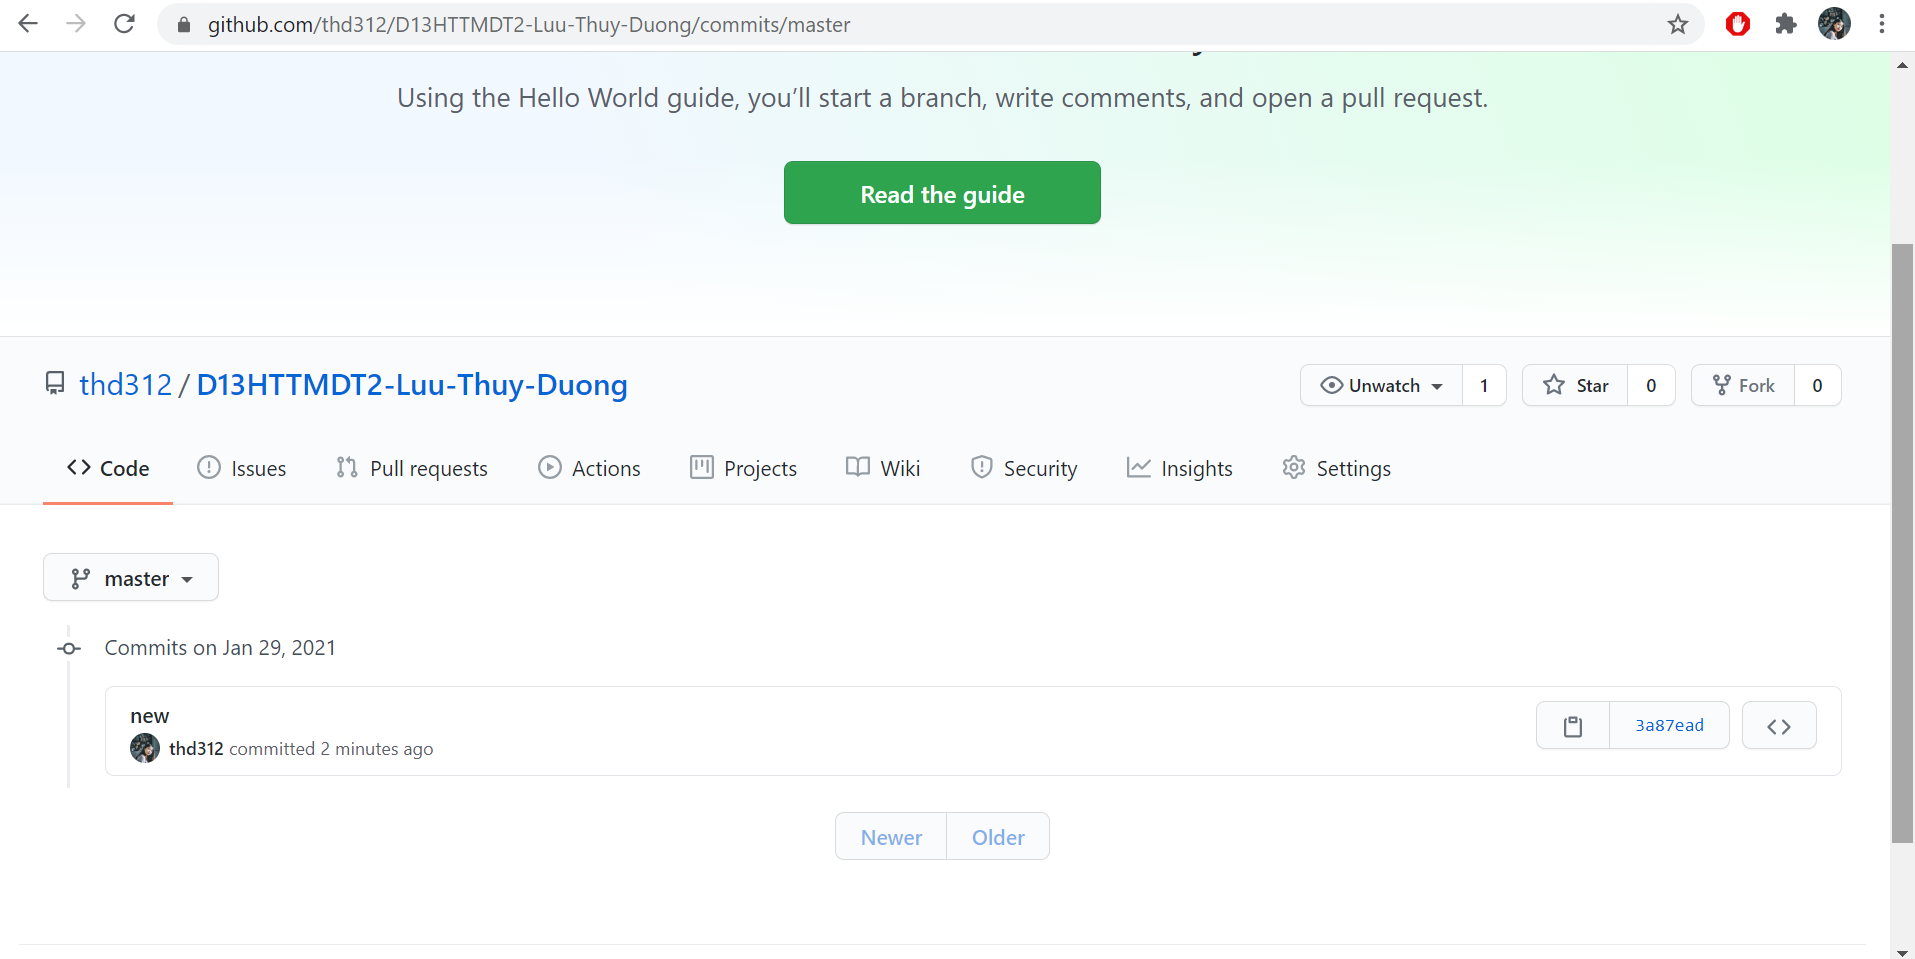 github.com/thd312/D13HTTMDT2-Luu-Thuy-Duong/commits/master
Using the Hello World guide, you’ll start a branch, write comments, and open a pull request.
Read the guide
thd312 / D13HTTMDT2-Luu-Thuy-Duong
Unwatch 1 Star 0 Fork 0
Code Issues Pull requests Actions Projects Wiki Security Insights Settings
master
Commits on Jan 29, 2021
new
3a87ead
thd312 committed 2 minutes ago
Newer Older